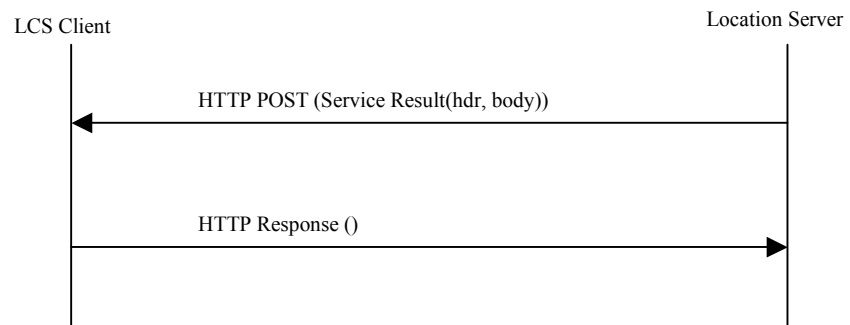 LCS Client
Location Server
HTTP POST (Service Result(hdr, body))
HTTP Response ()